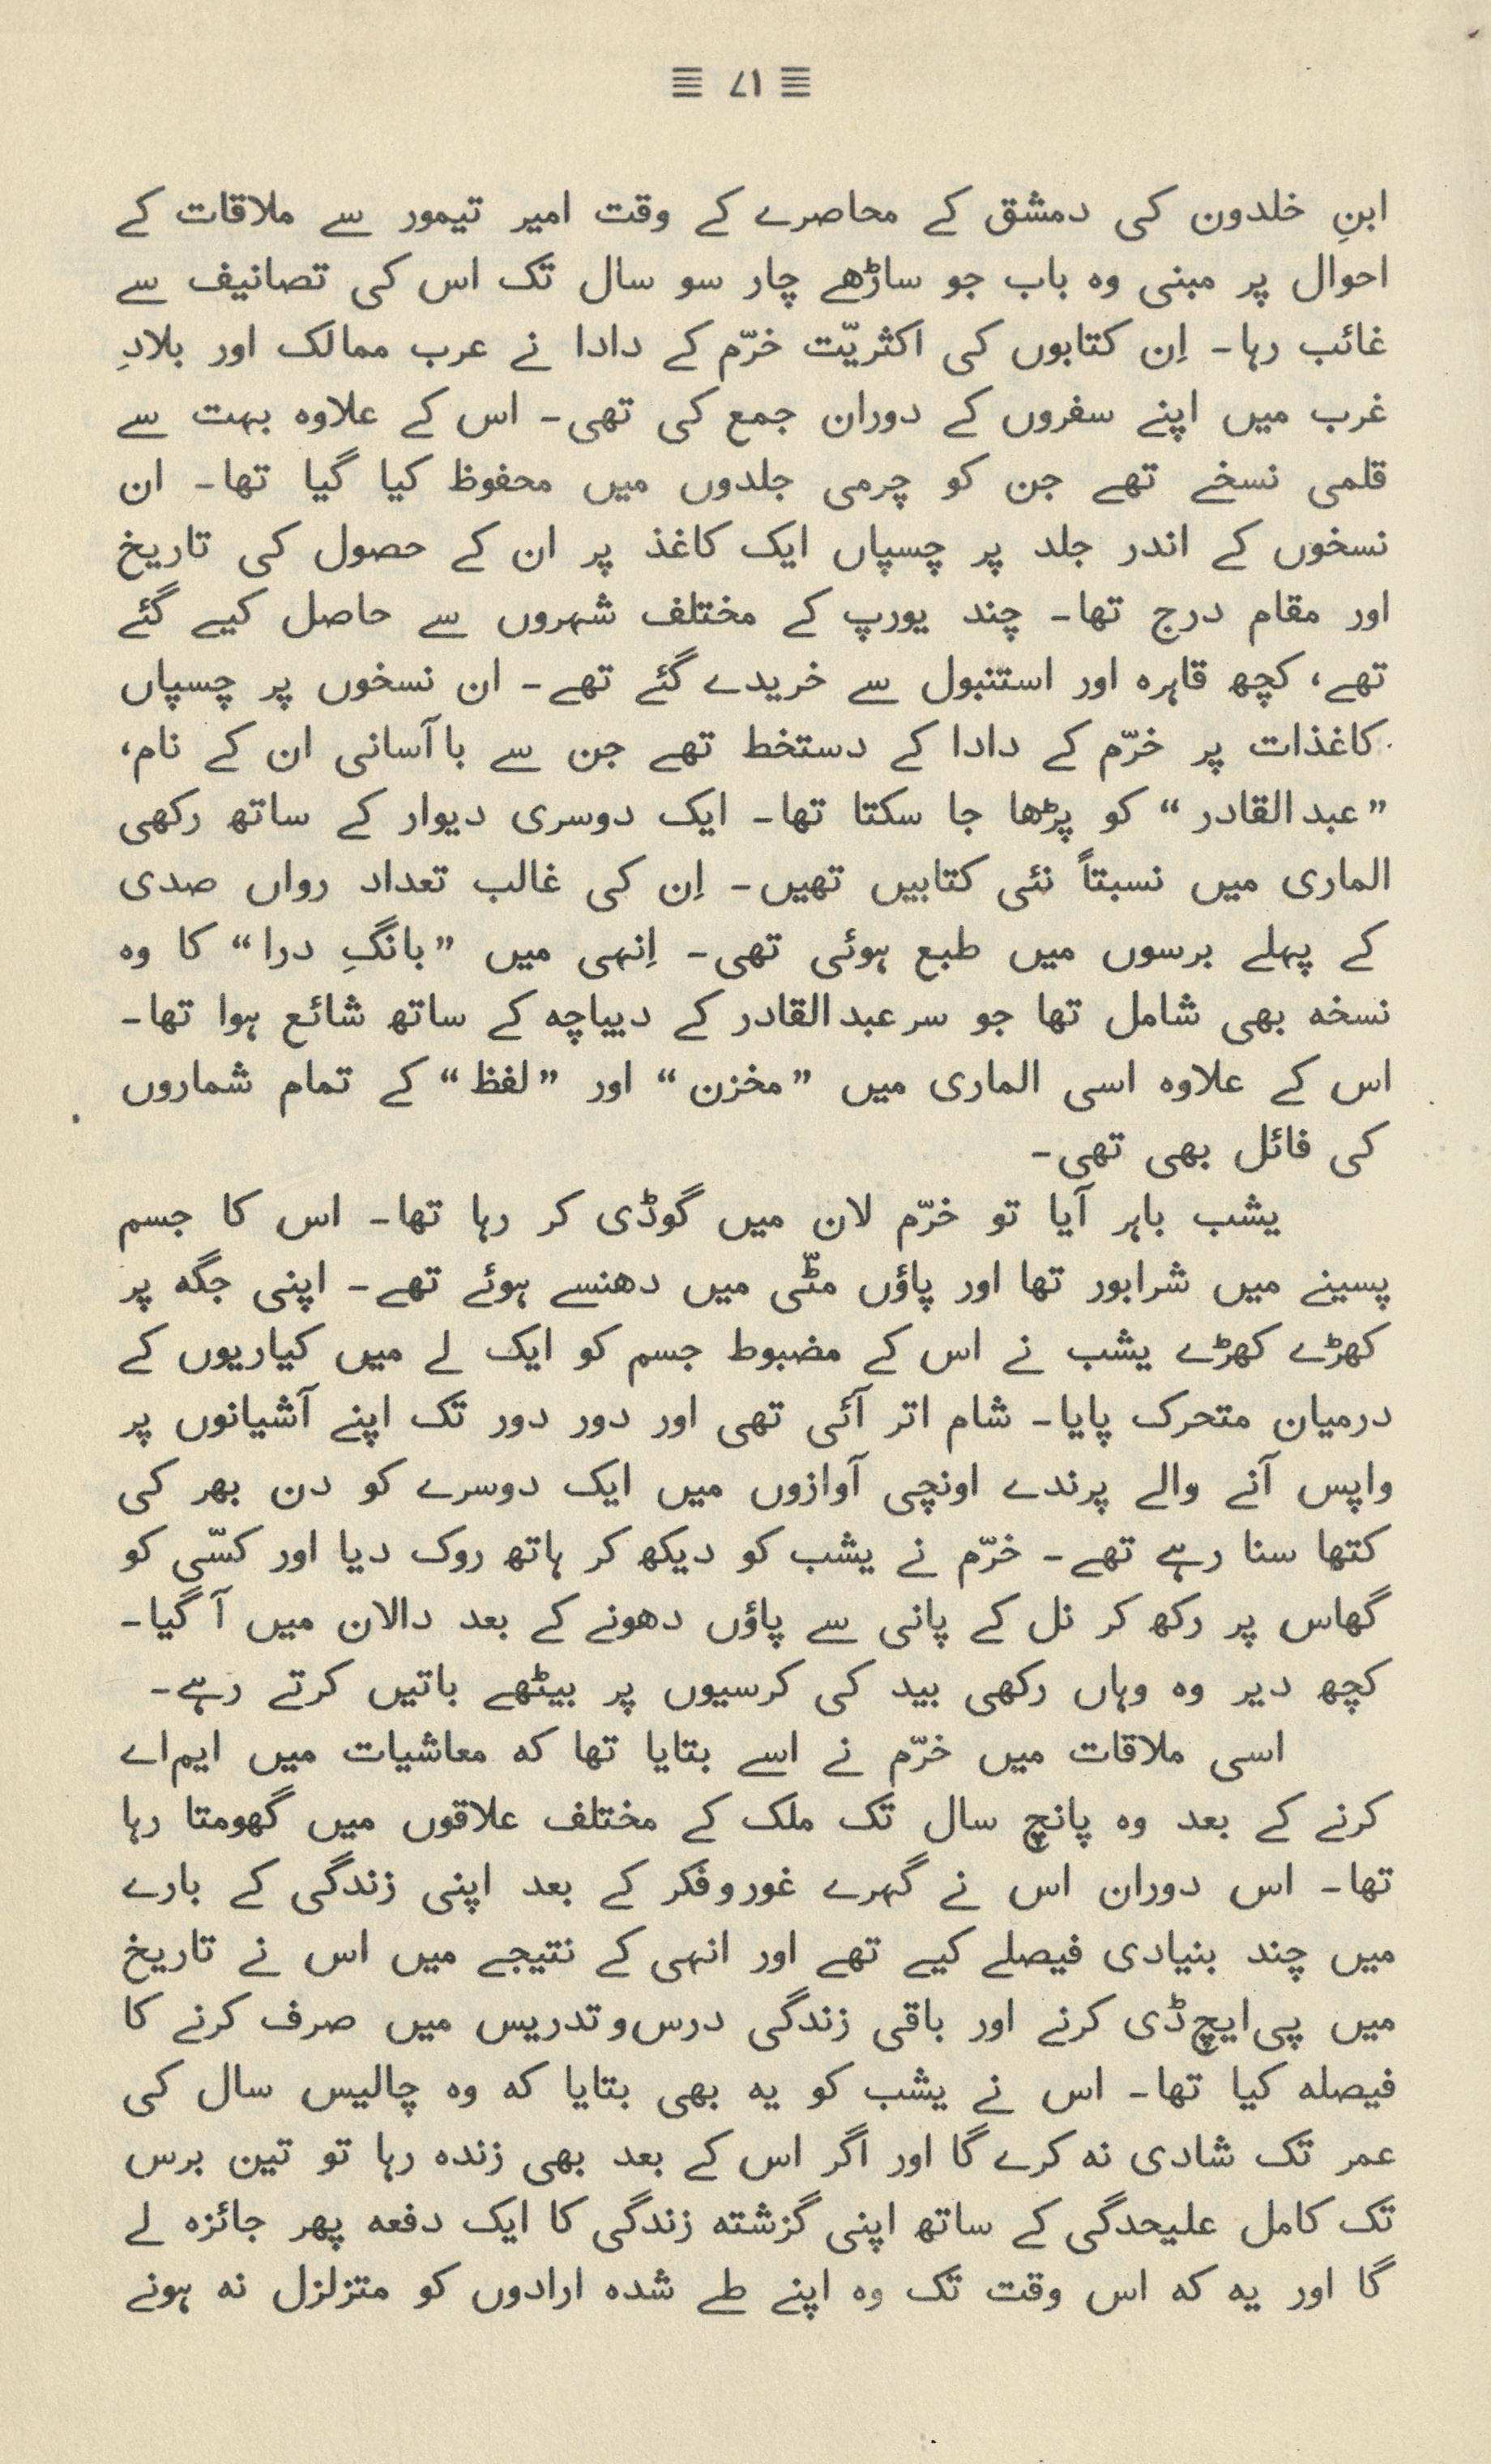 ≡ ۷۱ ≡
ابنِ خلدون کی دمشق کے محاصرے کے وقت امیر تیمور سے ملاقات کے
احوال پر مبنی وہ باب جو ساڑھے چار سو سال تک اس کی تصانیف سے
غائب رہا۔ اِن کتابوں کی اکثریّت خرّم کے دادا نے عرب ممالک اور بلادِ
غرب میں اپنے سفروں کے دوران جمع کی تھی۔ اس کے علاوہ بہت سے
قلمی نسخے تھے جن کو چرمی جلدوں میں محفوظ کیا گیا تھا۔ ان
نسخوں کے اندر جلد پر چسپاں ایک کاغذ پر ان کے حصول کی تاریخ
اور مقام درج تھا۔ چند یورپ کے مختلف شہروں سے حاصل کیے گئے
تھے، کچھ قاہرہ اور استنبول سے خریدے گئے تھے۔ ان نسخوں پر چسپاں
کاغذات پر خرّم کے دادا کے دستخط تھے جن سے باآسانی ان کے نام،
”عبدالقادر“ کو پڑھا جا سکتا تھا۔ ایک دوسری دیوار کے ساتھ رکھی
الماری میں نسبتاً نئی کتابیں تھیں۔ اِن کی غالب تعداد رواں صدی
کے پہلے برسوں میں طبع ہوئی تھی۔ اِنہی میں ”بانگِ درا“ کا وہ
نسخہ بھی شامل تھا جو سر عبدالقادر کے دیباچہ کے ساتھ شائع ہوا تھا۔
اس کے علاوہ اسی الماری میں ”مخزن“ اور ”لفظ“ کے تمام شماروں
کی فائل بھی تھی۔
یشب باہر آیا تو خرّم لان میں گوڈی کر رہا تھا۔ اس کا جسم
پسینے میں شرابور تھا اور پاؤں مٹّی میں دھنسے ہوئے تھے۔ اپنی جگہ پر
کھڑے کھڑے یشب نے اس کے مضبوط جسم کو ایک لے میں کیاریوں کے
درمیان متحرک پایا۔ شام اتر آئی تھی اور دور دور تک اپنے آشیانوں پر
واپس آنے والے پرندے اونچی آوازوں میں ایک دوسرے کو دن بھر کی
کتھا سنا رہے تھے۔ خرّم نے یشب کو دیکھ کر ہاتھ روک دیا اور کسّی کو
گھاس پر رکھ کر نل کے پانی سے پاؤں دھونے کے بعد دالان میں آ گیا۔
کچھ دیر وہ وہاں رکھی بید کی کرسیوں پر بیٹھے باتیں کرتے رہے۔
اسی ملاقات میں خرّم نے اسے بتایا تھا کہ معاشیات میں ایم‌اے
کرنے کے بعد وہ پانچ سال تک ملک کے مختلف علاقوں میں گھومتا رہا
تھا۔ اس دوران اس نے گہرے غور و فکر کے بعد اپنی زندگی کے بارے
میں چند بنیادی فیصلے کیے تھے اور انہی کے نتیجے میں اس نے تاریخ
میں پی‌ایچ‌ڈی کرنے اور باقی زندگی درس و تدریس میں صرف کرنے کا
فیصلہ کیا تھا۔ اس نے یشب کو یہ بھی بتایا کہ وہ چالیس سال کی
عمر تک شادی نہ کرے گا اور اگر اس کے بعد بھی زندہ رہا تو تین برس
تک کامل علیحدگی کے ساتھ اپنی گزشتہ زندگی کا ایک دفعہ پھر جائزہ لے
گا اور یہ کہ اس وقت تک وہ اپنے طے شدہ ارادوں کو متزلزل نہ ہونے